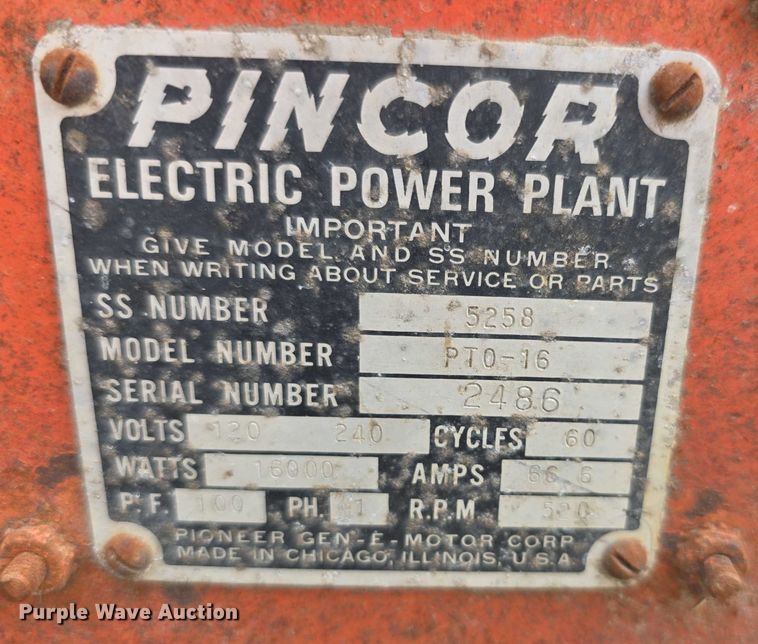 PINCOR
ELECTRIC POWER PLANT
IMPORTANT
GIVE MODEL AND SS NUMBER
WHEN WRITING ABOUT SERVICE OR PARTS
SS NUMBER 5258
MODEL NUMBER PTO-16
SERIAL NUMBER 2486
VOLTS 120 240 CYCLES 60
WATTS 16000 AMPS 66.6
P.F. 100 PH. 1 R.P.M
PIONEER GEN-E-MOTOR CORP
MADE IN CHICAGO, ILLINOIS, U.S.A.
Purple Wave Auction